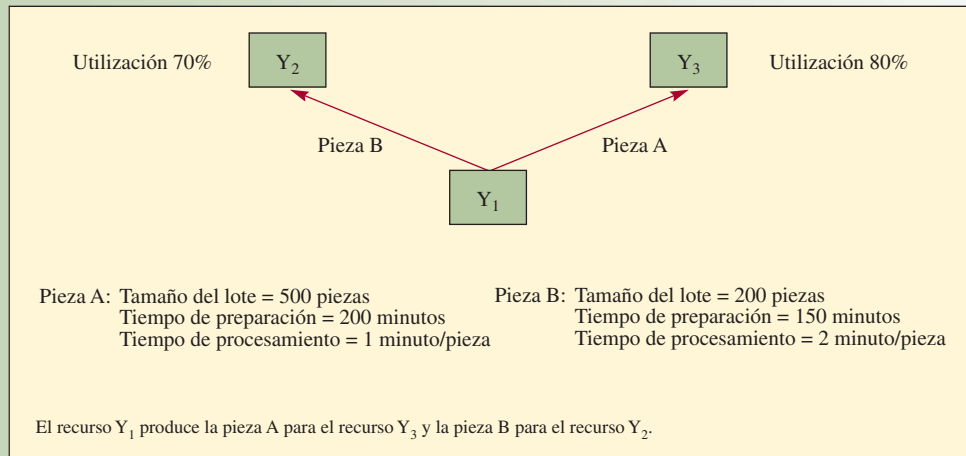 Utilización 70%
Y2
Y3
Utilización 80%
Pieza B
Pieza A
Y1
Pieza A: Tamaño del lote = 500 piezas
Tiempo de preparación = 200 minutos
Tiempo de procesamiento = 1 minuto/pieza
Pieza B: Tamaño del lote = 200 piezas
Tiempo de preparación = 150 minutos
Tiempo de procesamiento = 2 minuto/pieza
El recurso Y1 produce la pieza A para el recurso Y3 y la pieza B para el recurso Y2.